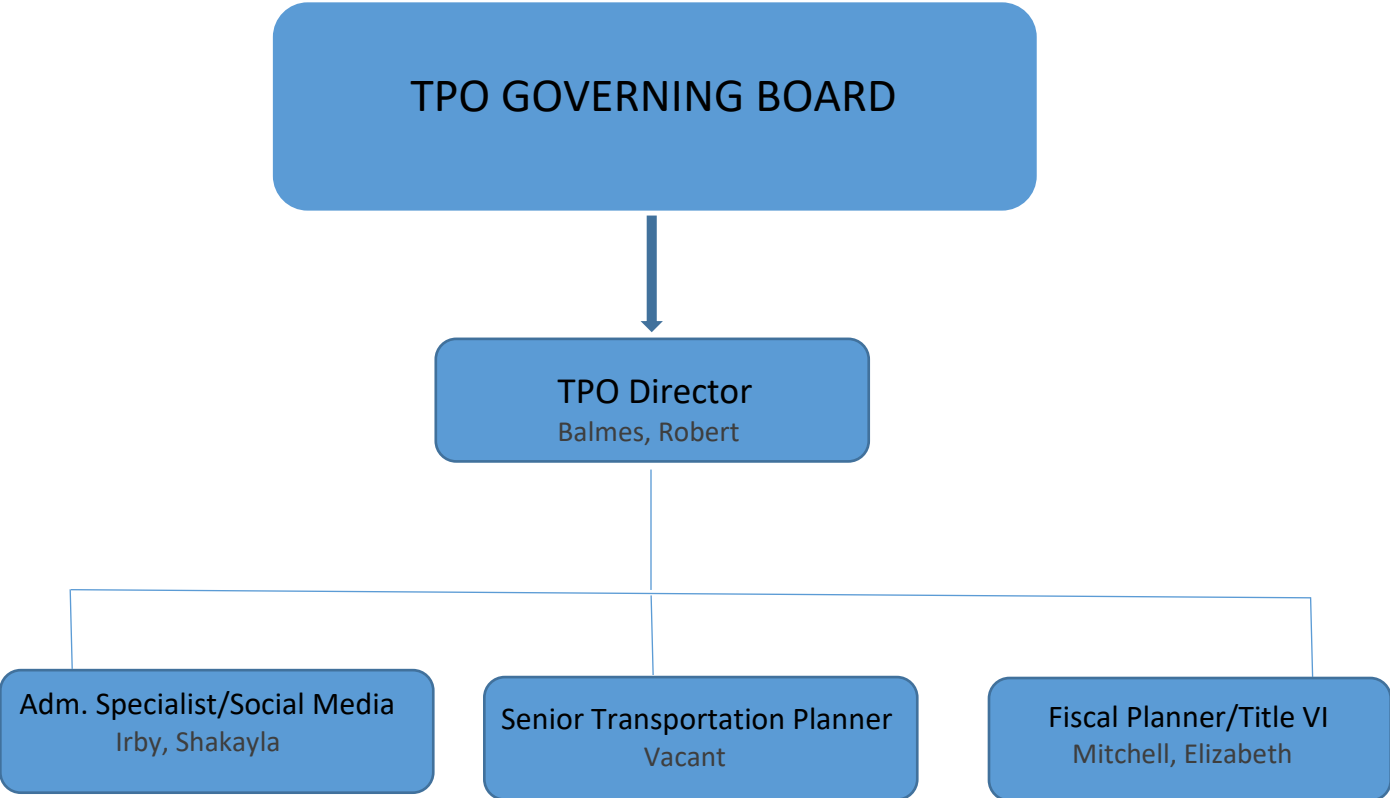 TPO GOVERNING BOARD
TPO Director
Balmes, Robert
Adm. Specialist/Social Media
Irby, Shakayla
Senior Transportation Planner
Vacant
Fiscal Planner/Title VI
Mitchell, Elizabeth